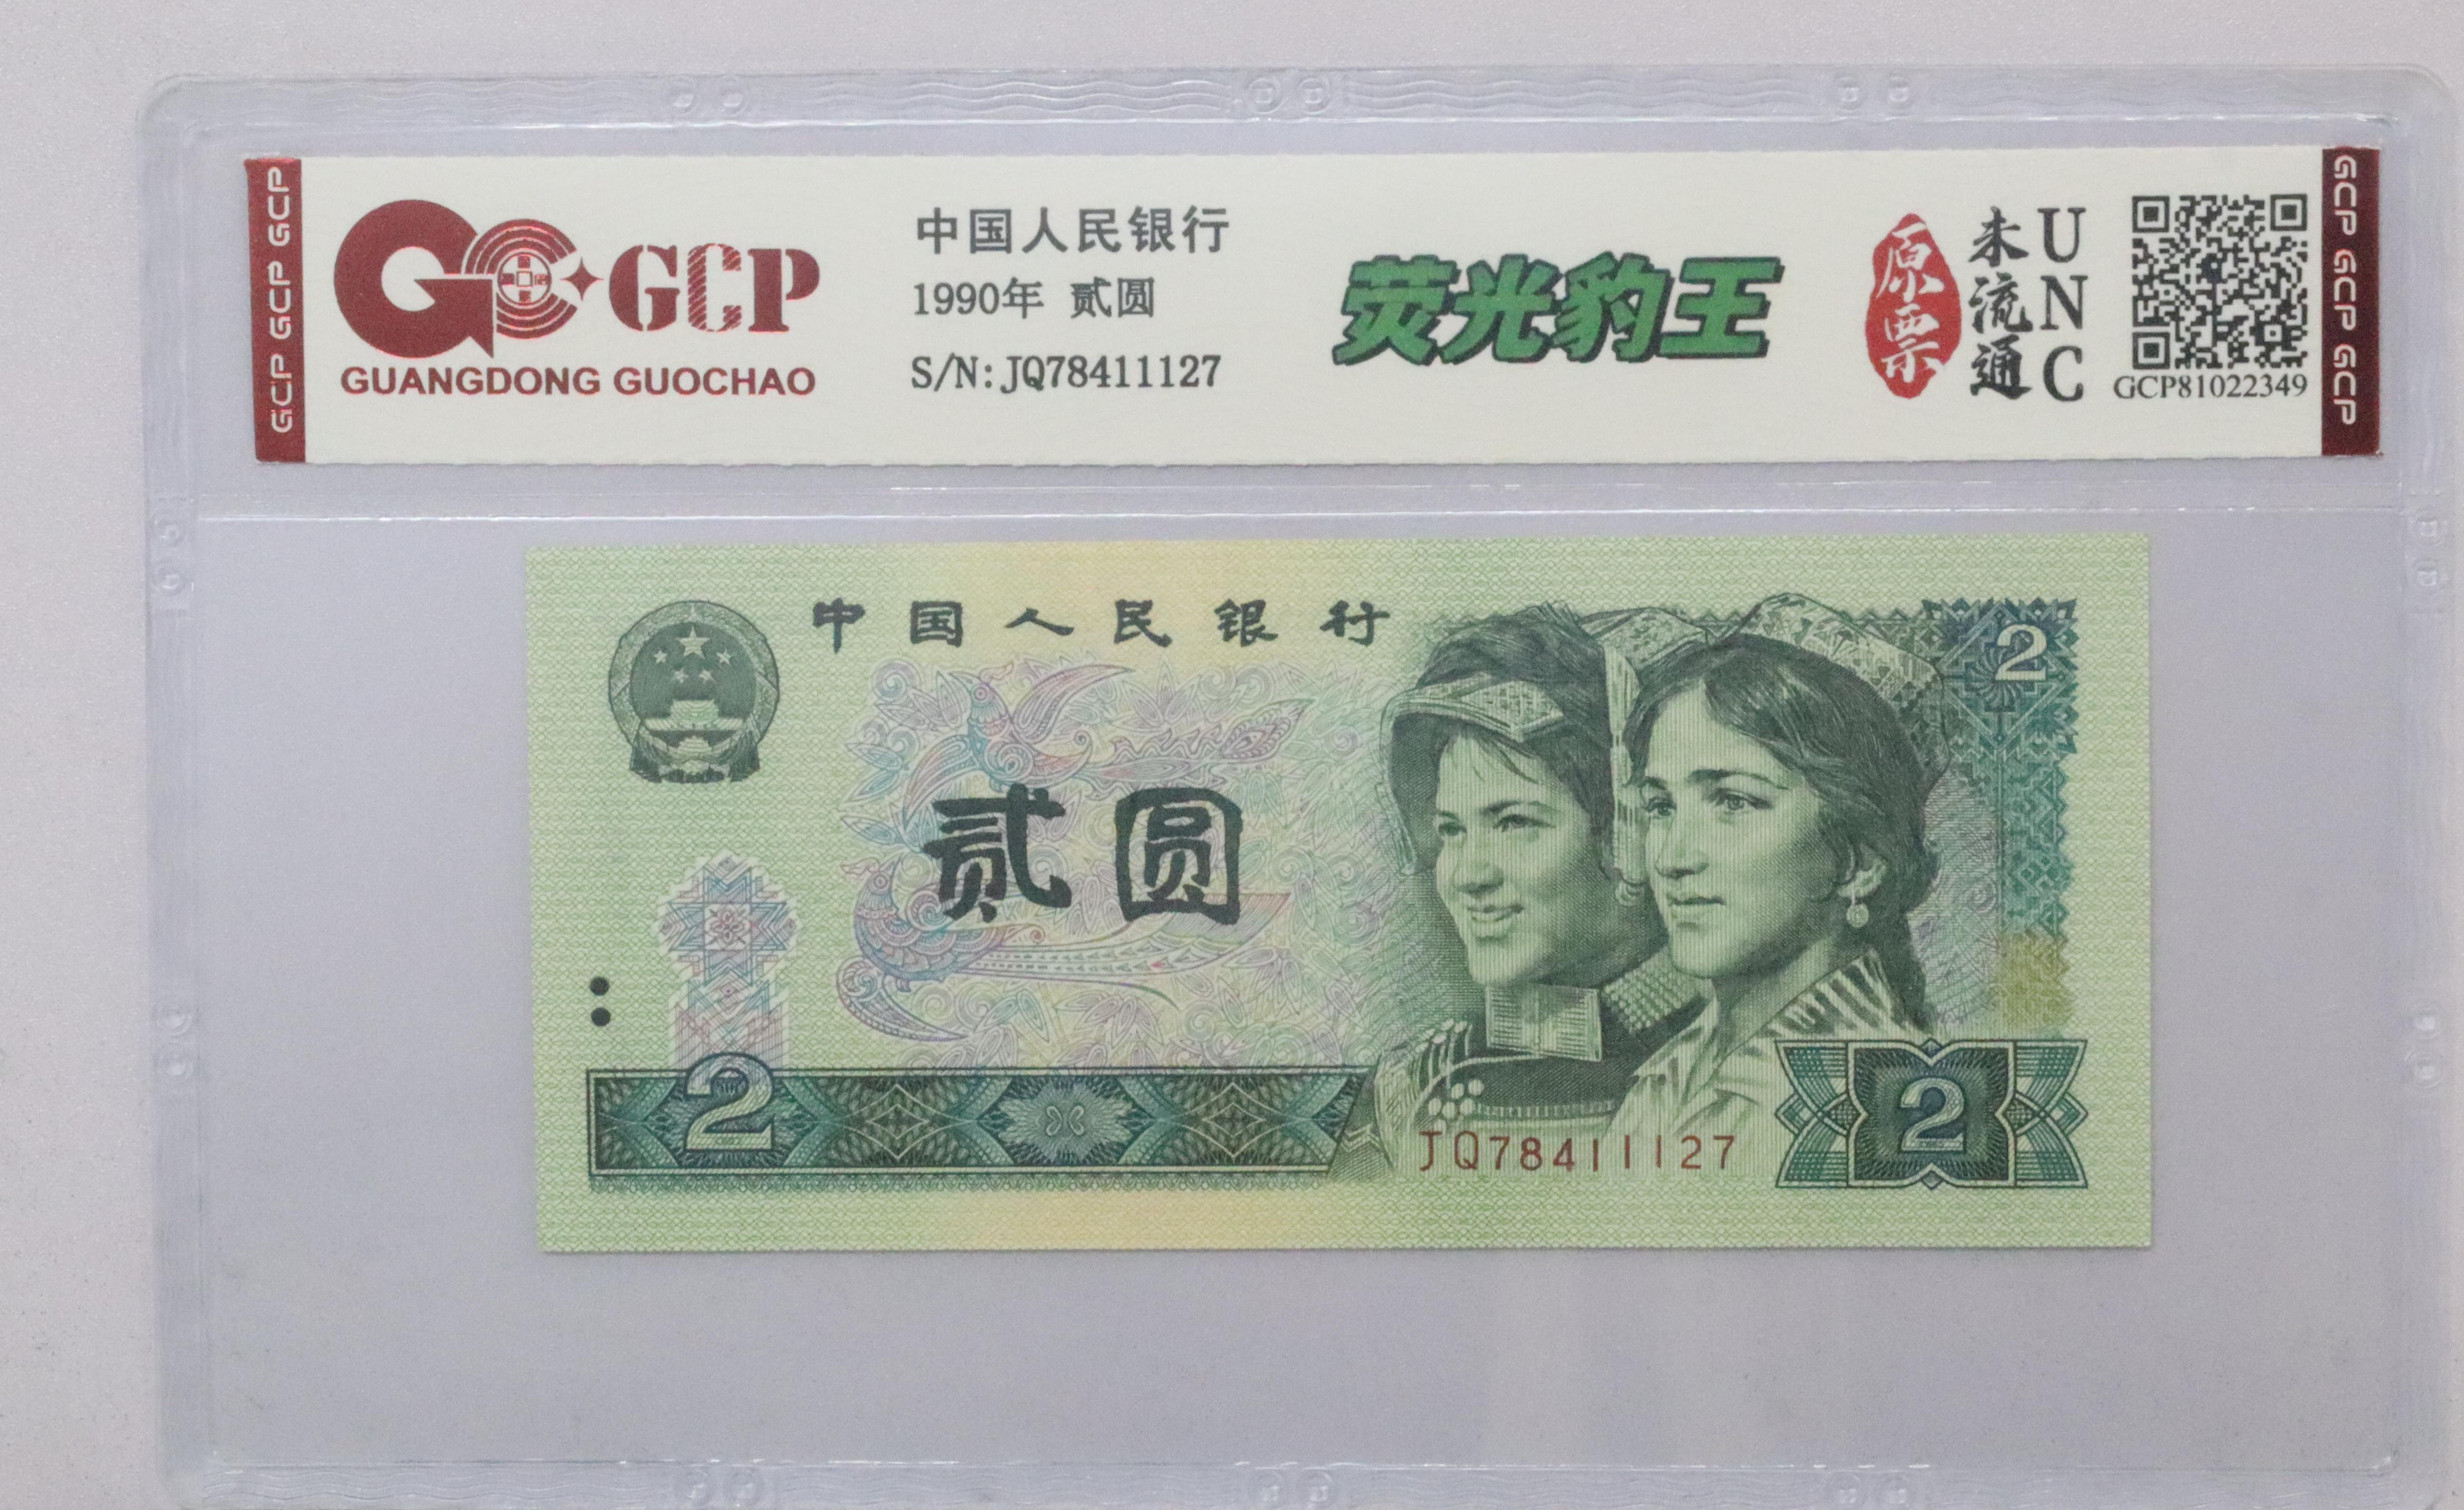 GCP GCP GCP
GCP
GUANGDONG GUOCHAO
中国人民银行
1990年 贰圆
S/N: JQ78411127
荧光豹王
原票
未流通
UNC
GCP81022349
GCP GCP GCP
中国人民银行
2
贰圆
2
JQ78411127
2